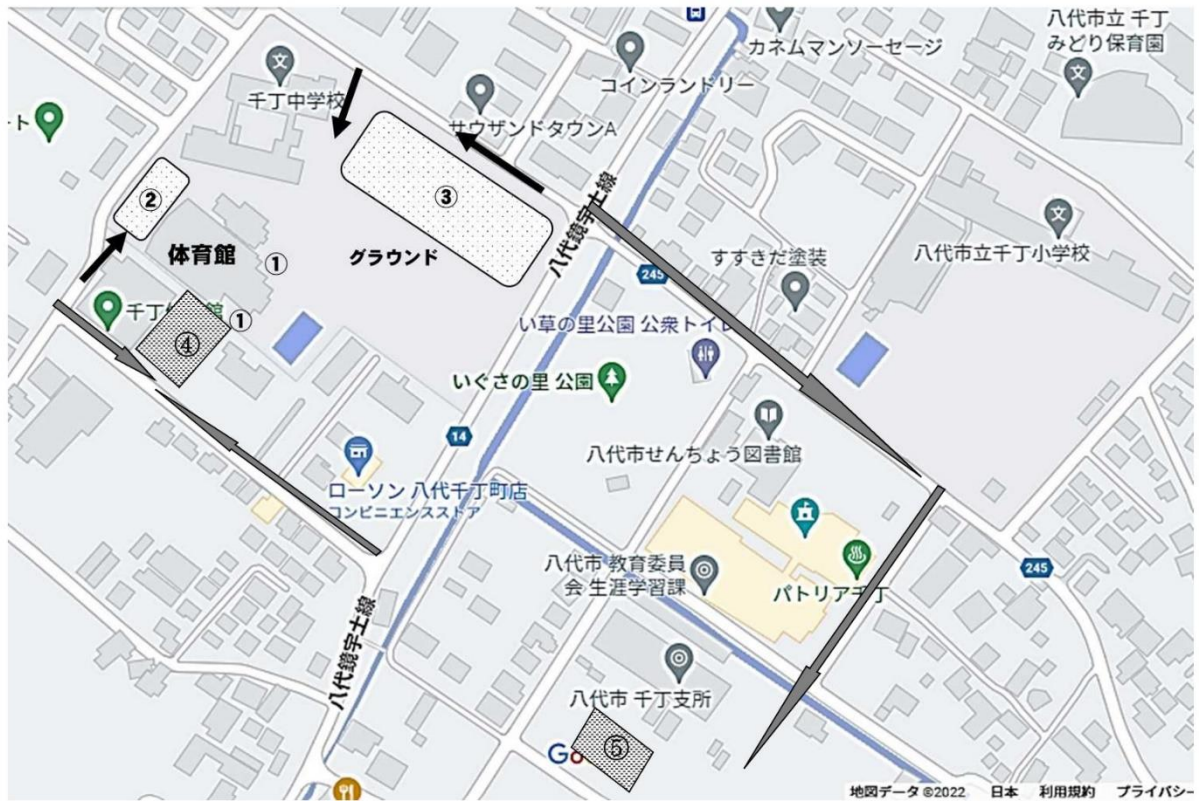 八代市立 千丁
みどり保育園
カネムマンソーセージ
コインランドリー
千丁中学校
サウザンドタウンA
ート
②
③
八代市立千丁小学校
体育館
①
グラウンド
八代鏡宇土線
すすきだ塗装
245
千丁
館
①
④
い草の里公園 公衆トイレ
いぐさの里 公園
14
八代市せんちょう図書館
ローソン 八代千丁町店
コンビニエンスストア
八代市 教育委員
会 生涯学習課
パトリア千丁
245
八代鏡宇土線
八代市 千丁支所
⑤
Go
地図データ ©2022 日本 利用規約 プライバシー